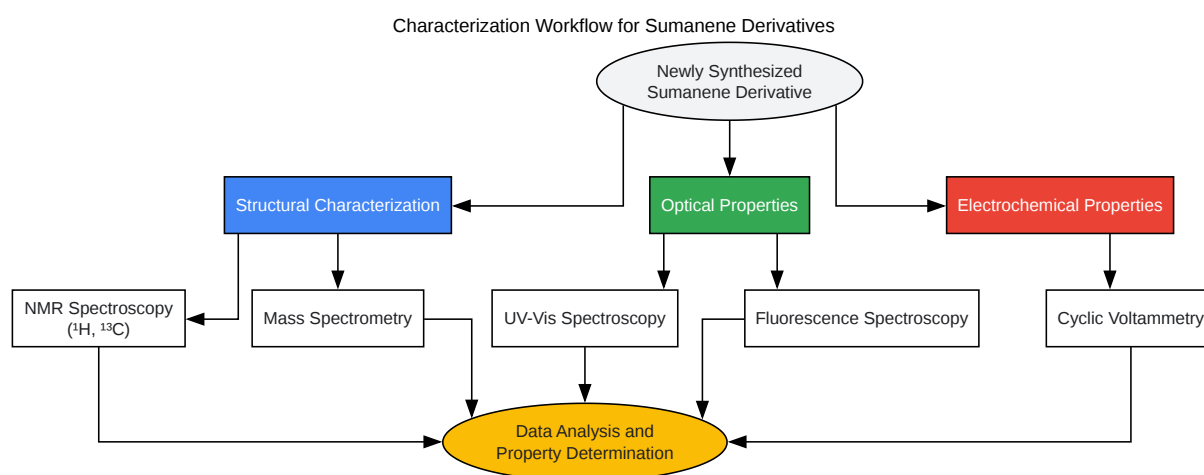 Characterization Workflow for Sumanene Derivatives
Newly Synthesized
Sumanene Derivative
Structural Characterization
Optical Properties
Electrochemical Properties
NMR Spectroscopy
(¹H, ¹³C)
Mass Spectrometry
UV-Vis Spectroscopy
Fluorescence Spectroscopy
Cyclic Voltammetry
Data Analysis and
Property Determination